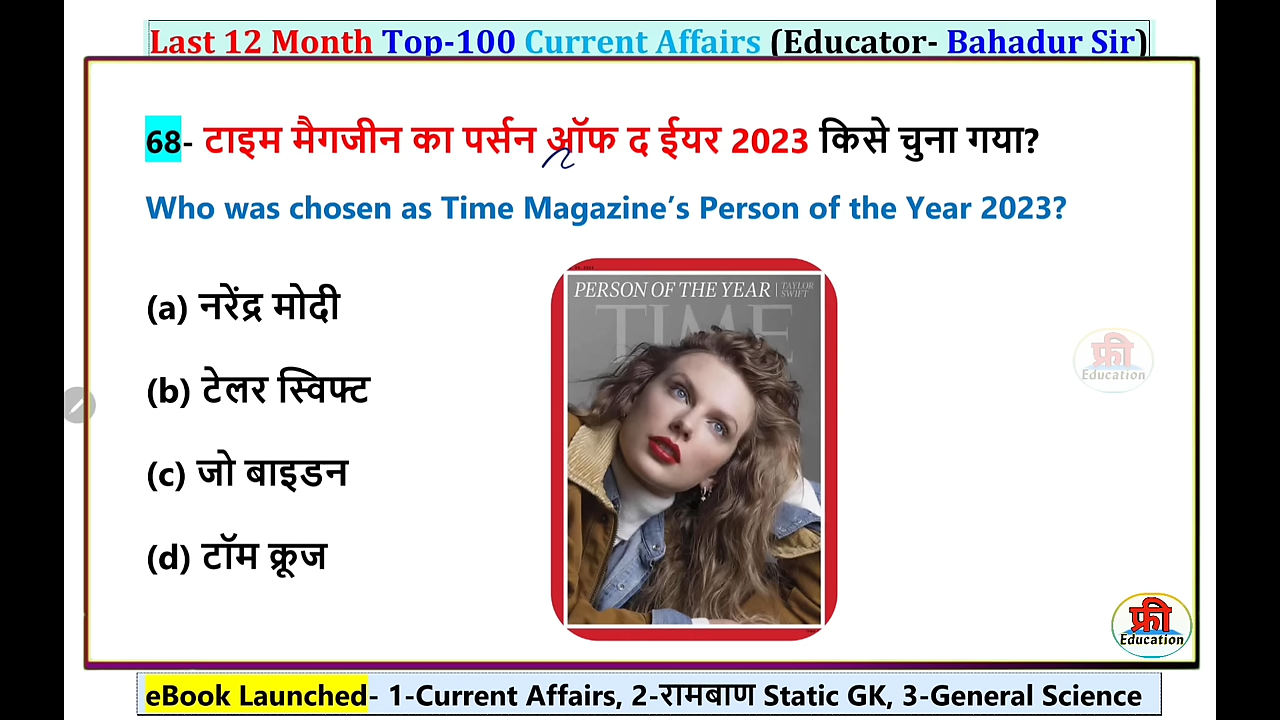 Last 12 Month Top-100 Current Affairs (Educator- Bahadur Sir)
68- टाइम मैगजीन का पर्सन ऑफ द ईयर 2023 किसे चुना गया?
Who was chosen as Time Magazine’s Person of the Year 2023?
(a) नरेंद्र मोदी
(b) टेलर स्विफ्ट
(c) जो बाइडन
(d) टॉम क्रूज
PERSON OF THE YEAR | TAYLOR SWIFT
TIME
फ्री
Education
फ्री
Education
eBook Launched- 1-Current Affairs, 2-रामबाण Static GK, 3-General Science